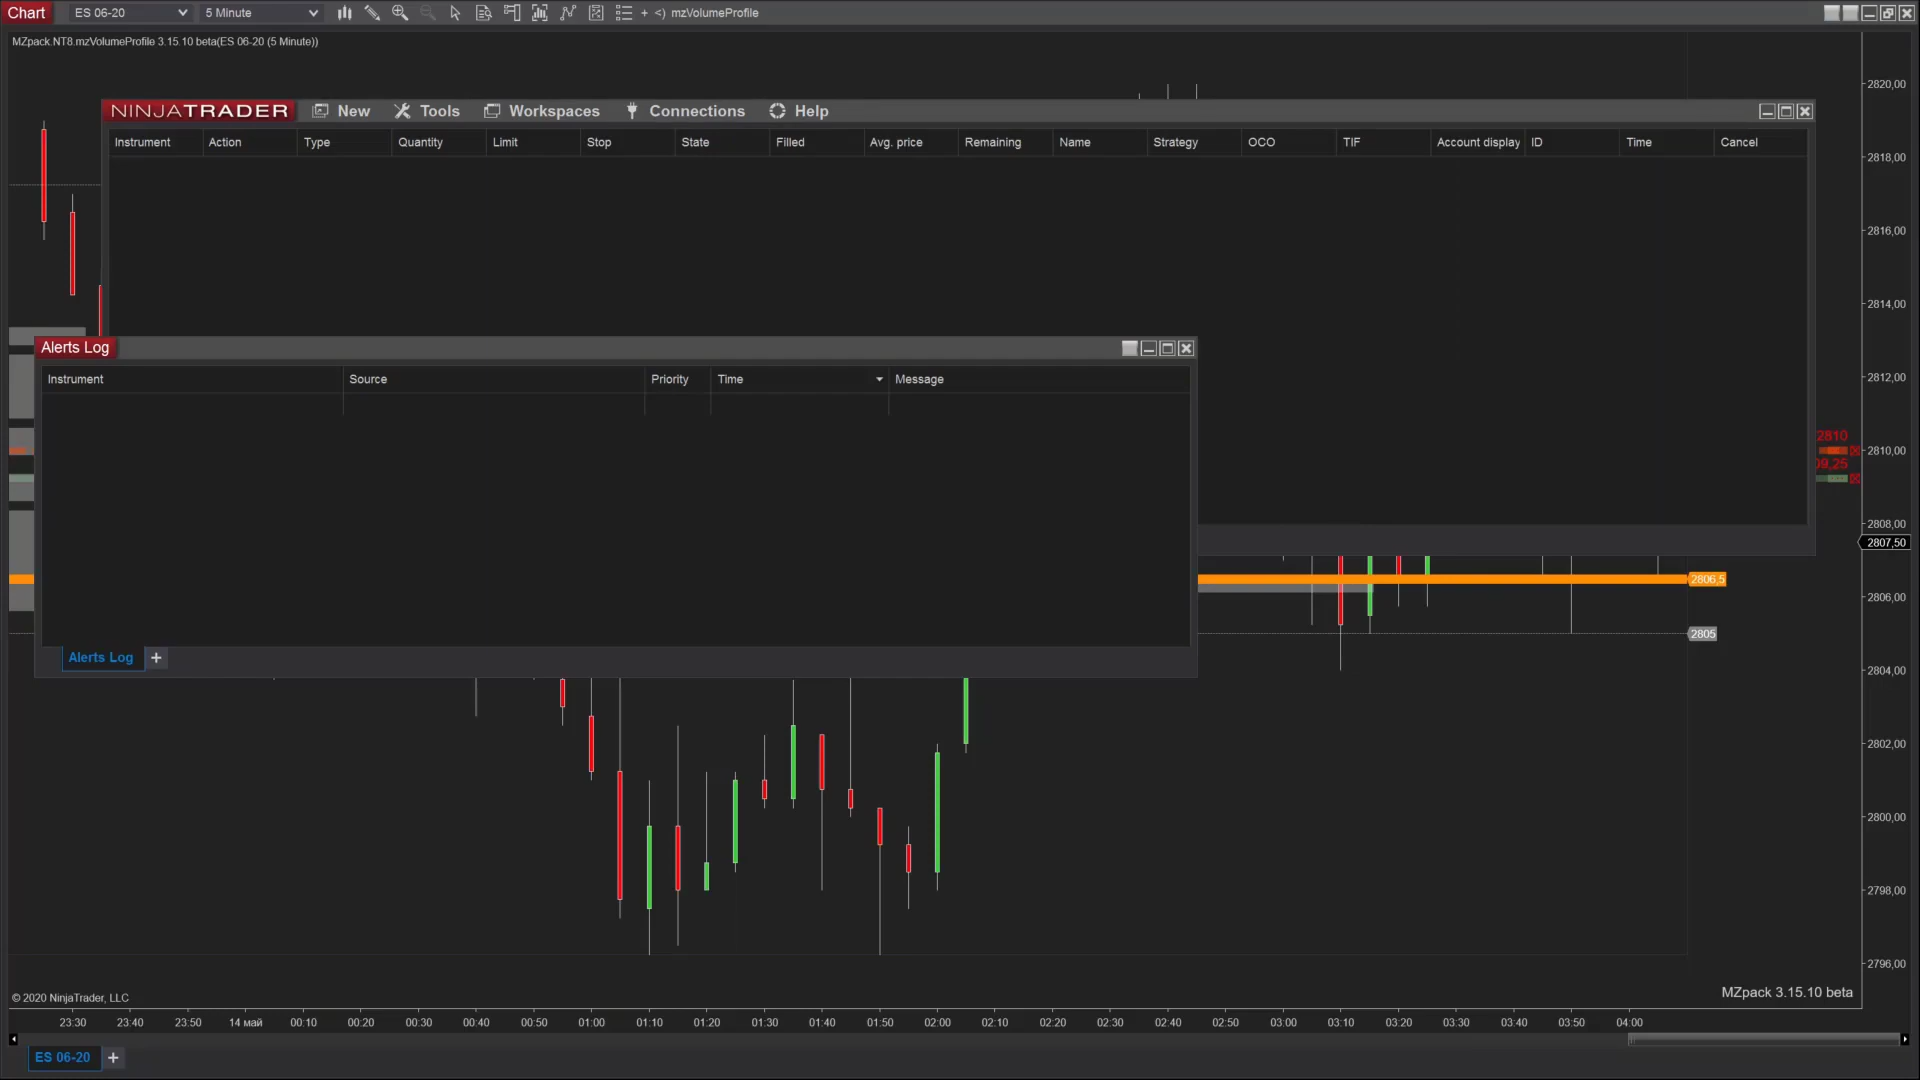 Chart ES 06-20 5 Minute mzVolumeProfile
MZpack.NT8.mzVolumeProfile 3.15.10 beta(ES 06-20 (5 Minute))
2820,00
NINJATRADER New Tools Workspaces Connections Help
Instrument Action Type Quantity Limit Stop State Filled Avg. price Remaining Name Strategy OCO TIF Account display ID Time Cancel
2818,00
2816,00
2814,00
Alerts Log
Instrument Source Priority Time Message
2812,00
2810
2810,00
09,25
2808,00
2807,50
2806,5
2806,00
2805
Alerts Log +
2804,00
2802,00
2800,00
2798,00
2796,00
© 2020 NinjaTrader, LLC
MZpack 3.15.10 beta
23:30 23:40 23:50 14 май 00:10 00:20 00:30 00:40 00:50 01:00 01:10 01:20 01:30 01:40 01:50 02:00 02:10 02:20 02:30 02:40 02:50 03:00 03:10 03:20 03:30 03:40 03:50 04:00
ES 06-20 +